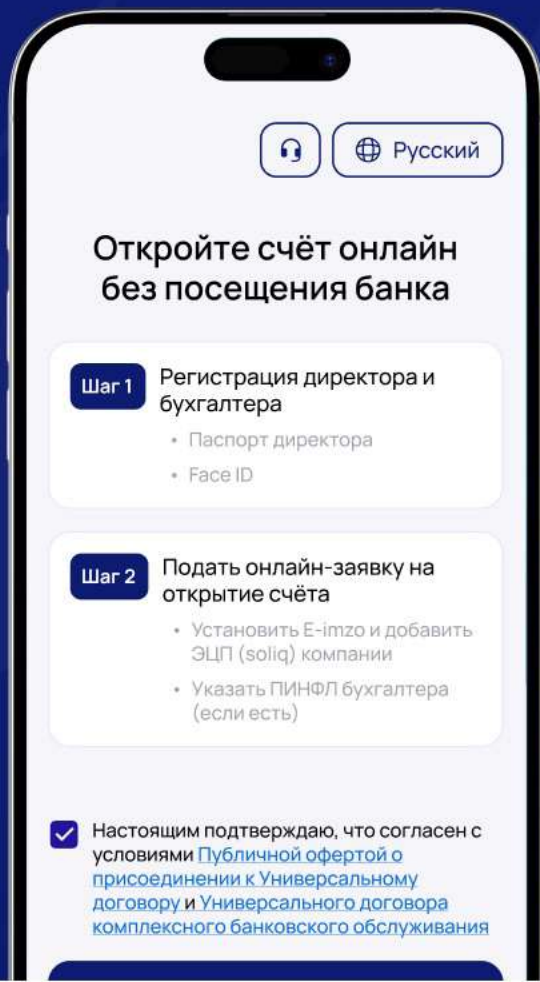 Русский
Откройте счёт онлайн
без посещения банка
Шаг 1
Регистрация директора и
бухгалтера
• Паспорт директора
• Face ID
Шаг 2
Подать онлайн-заявку на
открытие счёта
• Установить E-imzo и добавить
ЭЦП (soliq) компании
• Указать ПИНФЛ бухгалтера
(если есть)
Настоящим подтверждаю, что согласен с
условиями Публичной офертой о
присоединении к Универсальному
договору и Универсального договора
комплексного банковского обслуживания